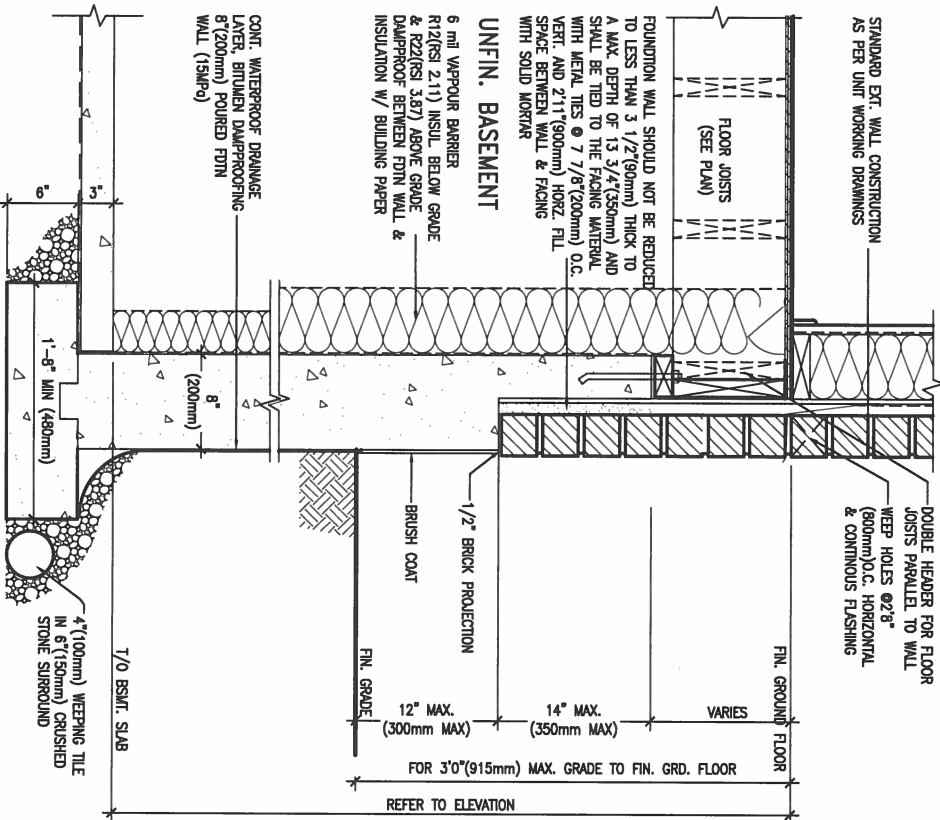 STANDARD EXT. WALL CONSTRUCTION
AS PER UNIT WORKING DRAWINGS
FLOOR JOISTS
(SEE PLAN)
FOUNDTION WALL SHOULD NOT BE REDUCED
TO LESS THAN 3 1/2"(90mm) THICK TO
A MAX. DEPTH OF 13 3/4"(350mm) AND
SHALL BE TIED TO THE FACING MATERIAL
WITH METAL TIES @ 7 7/8"(200mm) O.C.
VERT. AND 2'11"(900mm) HORZ. FILL
SPACE BETWEEN WALL & FACING
WITH SOLID MORTAR
UNFIN. BASEMENT
6 mil VAPPOUR BARRIER
R12(RSI 2.11) INSUL BELOW GRADE
& R22(RSI 3.87) ABOVE GRADE
DAMPPROOF BETWEEN FDTN WALL &
INSULATION W/ BUILDING PAPER
CONT. WATERPROOF DRAINAGE
LAYER, BITUMEN DAMPPROOFING
8"(200mm) POURED FDTN
WALL (15MPa)
3"
6"
8"
(200mm)
1'-8" MIN (480mm)
DOUBLE HEADER FOR FLOOR
JOISTS PARALLEL TO WALL
WEEP HOLES @2'8"
(800mm)O.C. HORIZONTAL
& CONTINOUS FLASHING
1/2" BRICK PROJECTION
BRUSH COAT
4"(100mm) WEEPING TILE
IN 6"(150mm) CRUSHED
STONE SURROUND
FIN. GROUND FLOOR
FIN. GRADE
T/O BSMT. SLAB
VARIES
14" MAX.
(350mm MAX)
12" MAX.
(300mm MAX)
FOR 3'0"(915mm) MAX. GRADE TO FIN. GRD. FLOOR
REFER TO ELEVATION